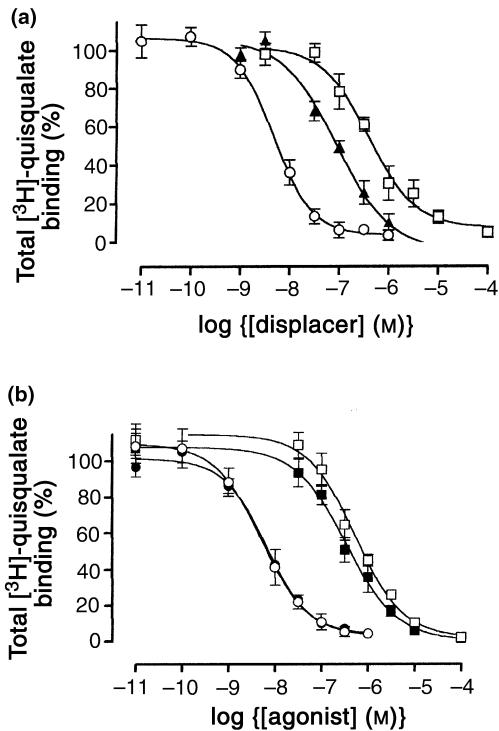 (a)
Total [³H]-quisqualate
binding (%)
100
80
60
40
20
0
−11 −10 −9 −8 −7 −6 −5 −4
log {[displacer] (M)}
(b)
Total [³H]-quisqualate
binding (%)
100
80
60
40
20
0
−11 −10 −9 −8 −7 −6 −5 −4
log {[agonist] (M)}